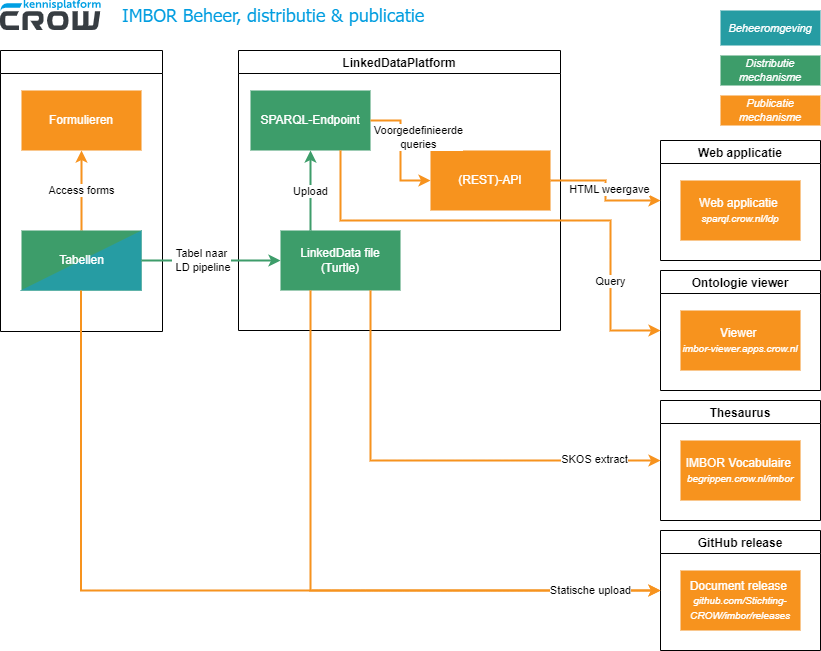 kennisplatform
CROW
IMBOR Beheer, distributie & publicatie
Beheeromgeving
Distributie
mechanisme
Publicatie
mechanisme
LinkedDataPlatform
Formulieren
Access forms
Tabellen
Tabel naar
LD pipeline
SPARQL-Endpoint
Voorgedefinieerde
queries
(REST)-API
Upload
LinkedData file
(Turtle)
HTML weergave
Query
SKOS extract
Statische upload
Web applicatie
Web applicatie
sparql.crow.nl/ldp
Ontologie viewer
Viewer
imbor-viewer.apps.crow.nl
Thesaurus
IMBOR Vocabulaire
begrippen.crow.nl/imbor
GitHub release
Document release
github.com/Stichting-
CROW/imbor/releases